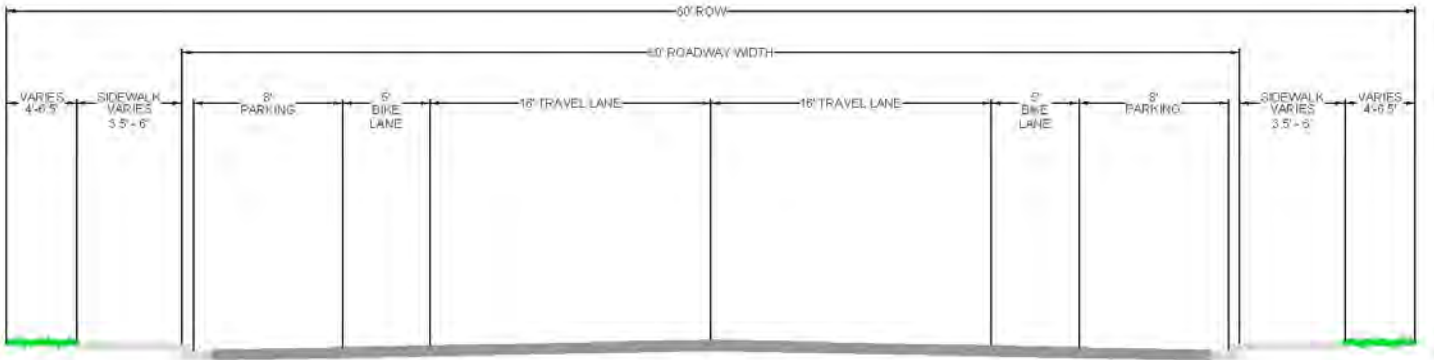 80' ROW
60' ROADWAY WIDTH
VARIES
4'-6.5'
SIDEWALK
VARIES
3.5' - 6'
8'
PARKING
5'
BIKE
LANE
16' TRAVEL LANE
16' TRAVEL LANE
5'
BIKE
LANE
8'
PARKING
SIDEWALK
VARIES
3.5' - 6'
VARIES
4'-6.5'